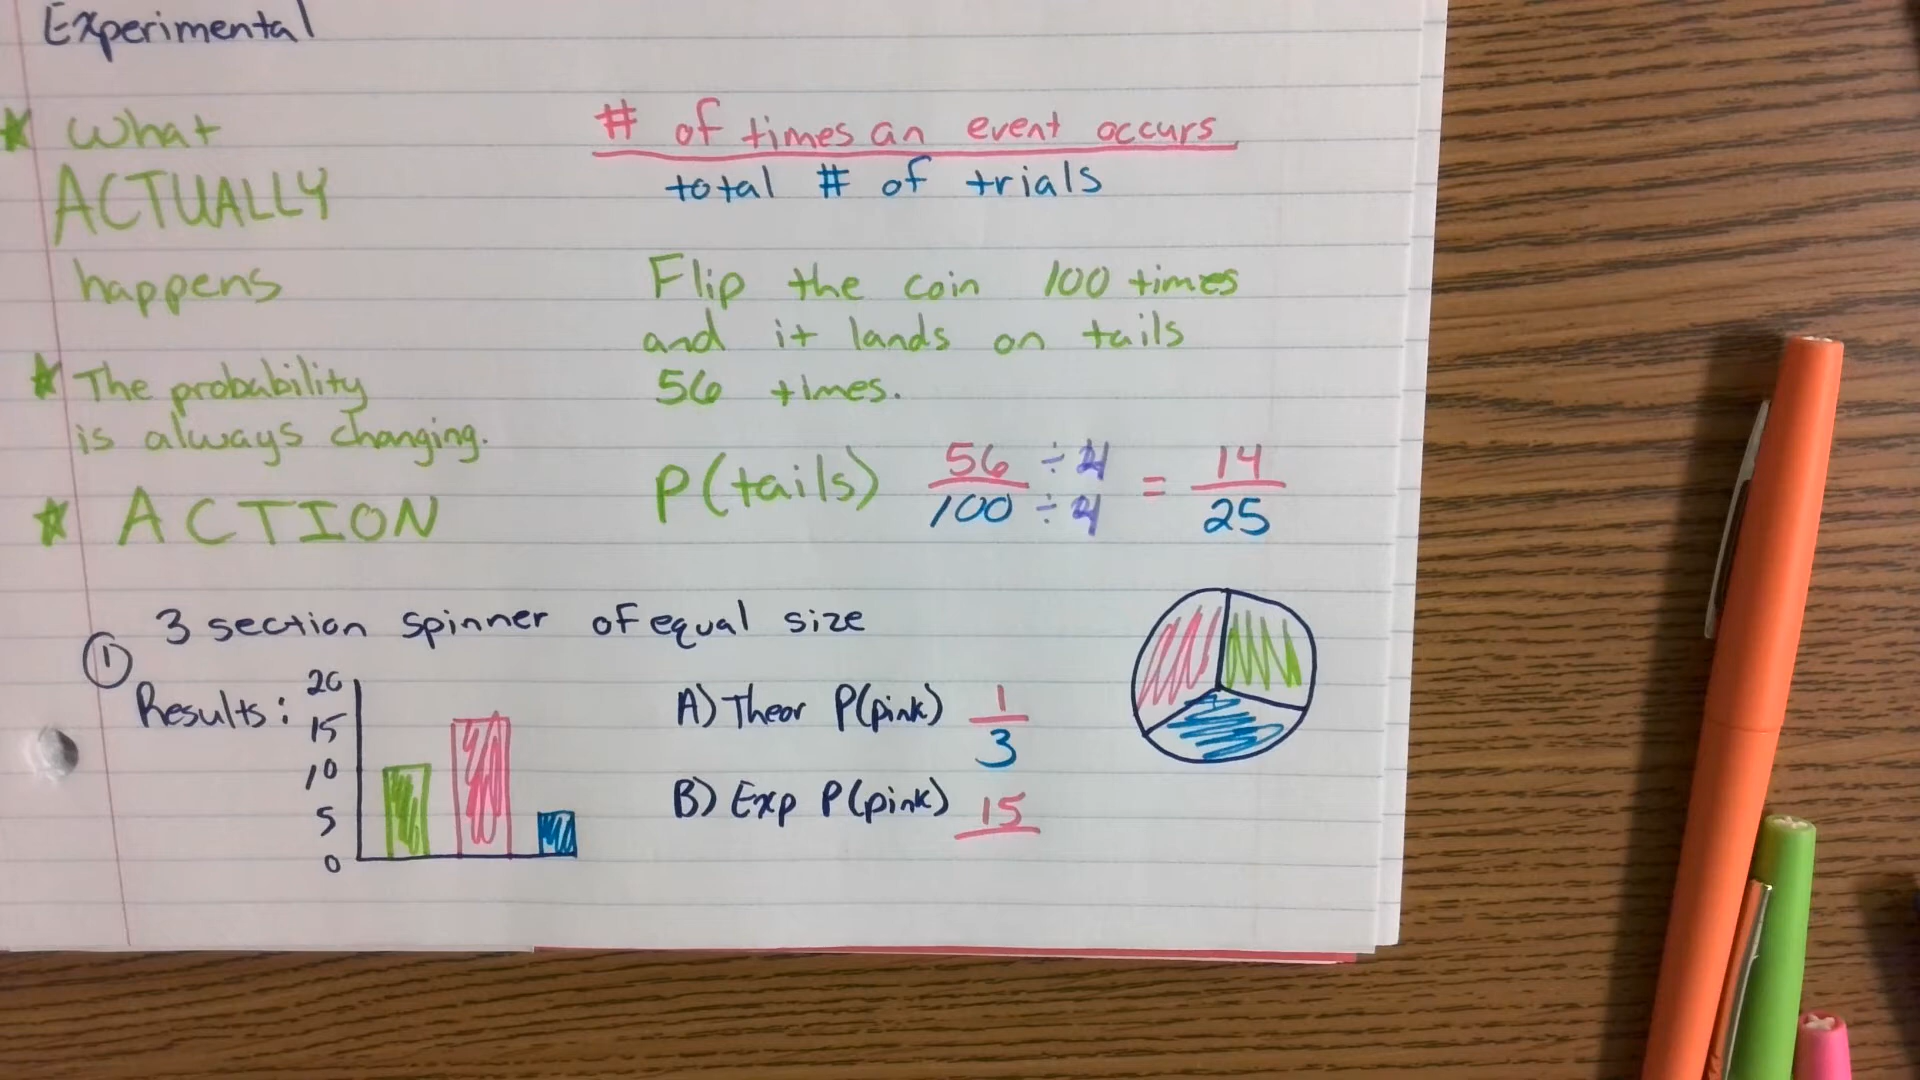 Experimental
★ What
ACTUALLY
happens
★ The probability
is always changing.
★ ACTION
# of times an event occurs
total # of trials
Flip the coin 100 times
and it lands on tails
56 times.
P(tails) 56/100 ÷4/÷4 = 14/25
① 3 section spinner of equal size
Results:
20
15
10
5
0
A) Theor P(pink) 1/3
B) Exp P(pink) 15